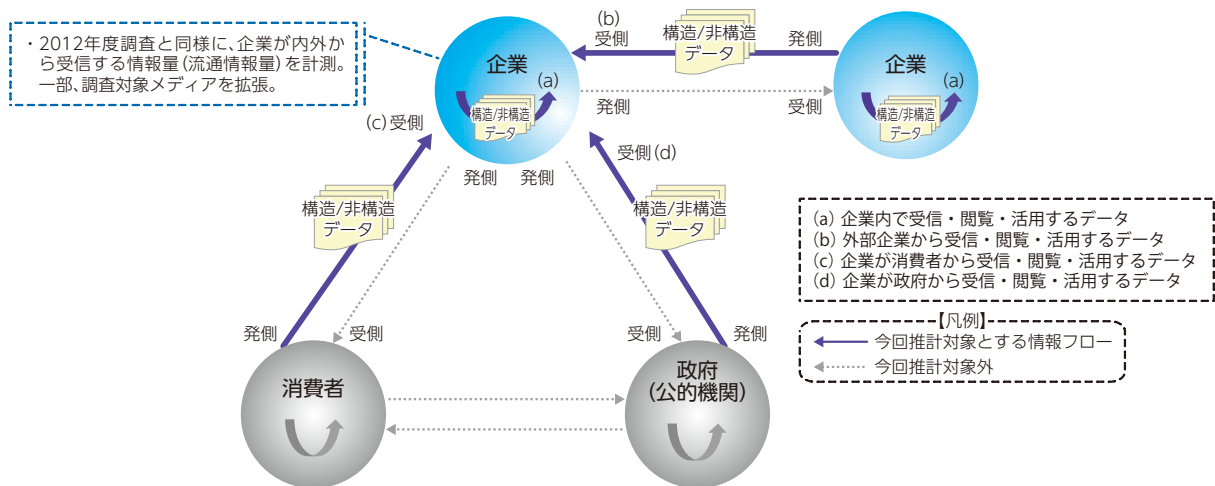 ・2012年度調査と同様に、企業が内外か
ら受信する情報量(流通情報量)を計測。
一部、調査対象メディアを拡張。
企業
(a)
構造/非構造
データ
(b)
受側
構造/非構造
データ
発側
発側
受側
企業
(a)
構造/非構造
データ
(c)受側
発側
発側
受側(d)
構造/非構造
データ
構造/非構造
データ
発側
受側
受側
発側
消費者
政府
(公的機関)
(a) 企業内で受信・閲覧・活用するデータ
(b) 外部企業から受信・閲覧・活用するデータ
(c) 企業が消費者から受信・閲覧・活用するデータ
(d) 企業が政府から受信・閲覧・活用するデータ
【凡例】
今回推計対象とする情報フロー
今回推計対象外